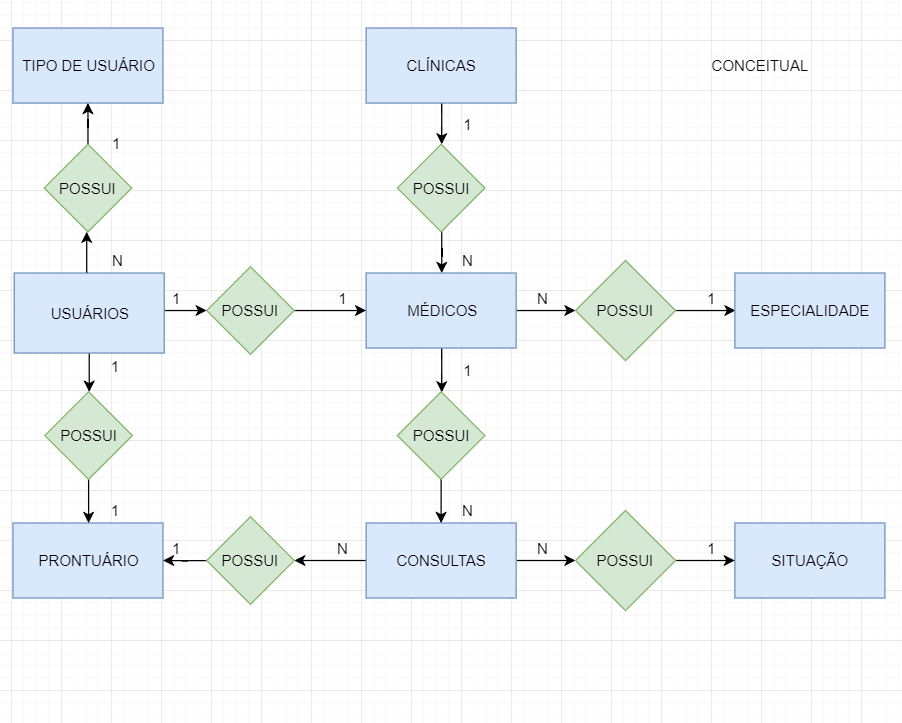 TIPO DE USUÁRIO
CLÍNICAS
CONCEITUAL
1
1
POSSUI
POSSUI
N
N
USUÁRIOS
1
POSSUI
1
MÉDICOS
N
POSSUI
1
ESPECIALIDADE
1
1
POSSUI
POSSUI
1
N
PRONTUÁRIO
1
POSSUI
N
CONSULTAS
N
POSSUI
1
SITUAÇÃO